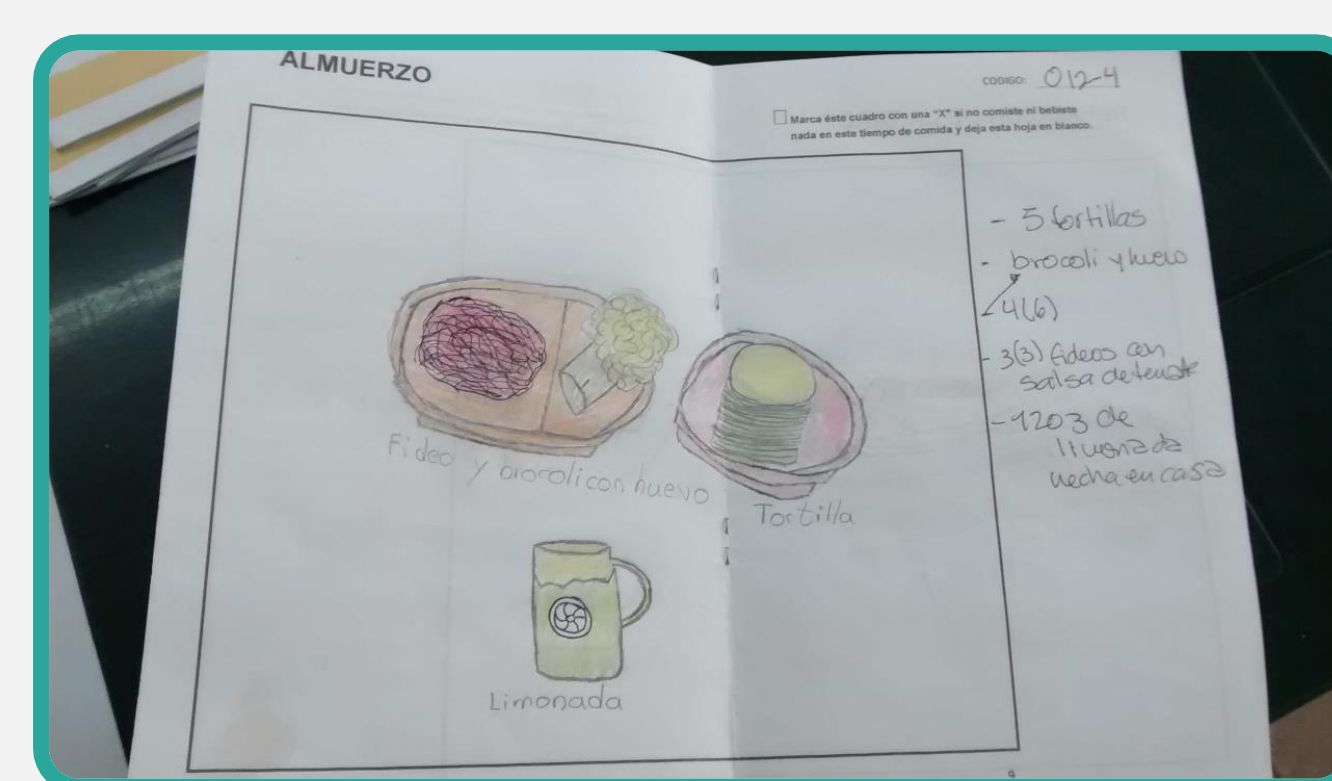 ALMUERZO
CODIGO: 012-4
Marca éste cuadro con una "X" si no comiste ni bebiste
nada en este tiempo de comida y deja esta hoja en blanco.
- 5 tortillas
- brocoli y huevo
4(6)
- 3(3) fideos con
salsa de tomate
- 12oz de
limonada
hecha en casa
Fideo y brocoli con huevo
Tortilla
Limonada
9